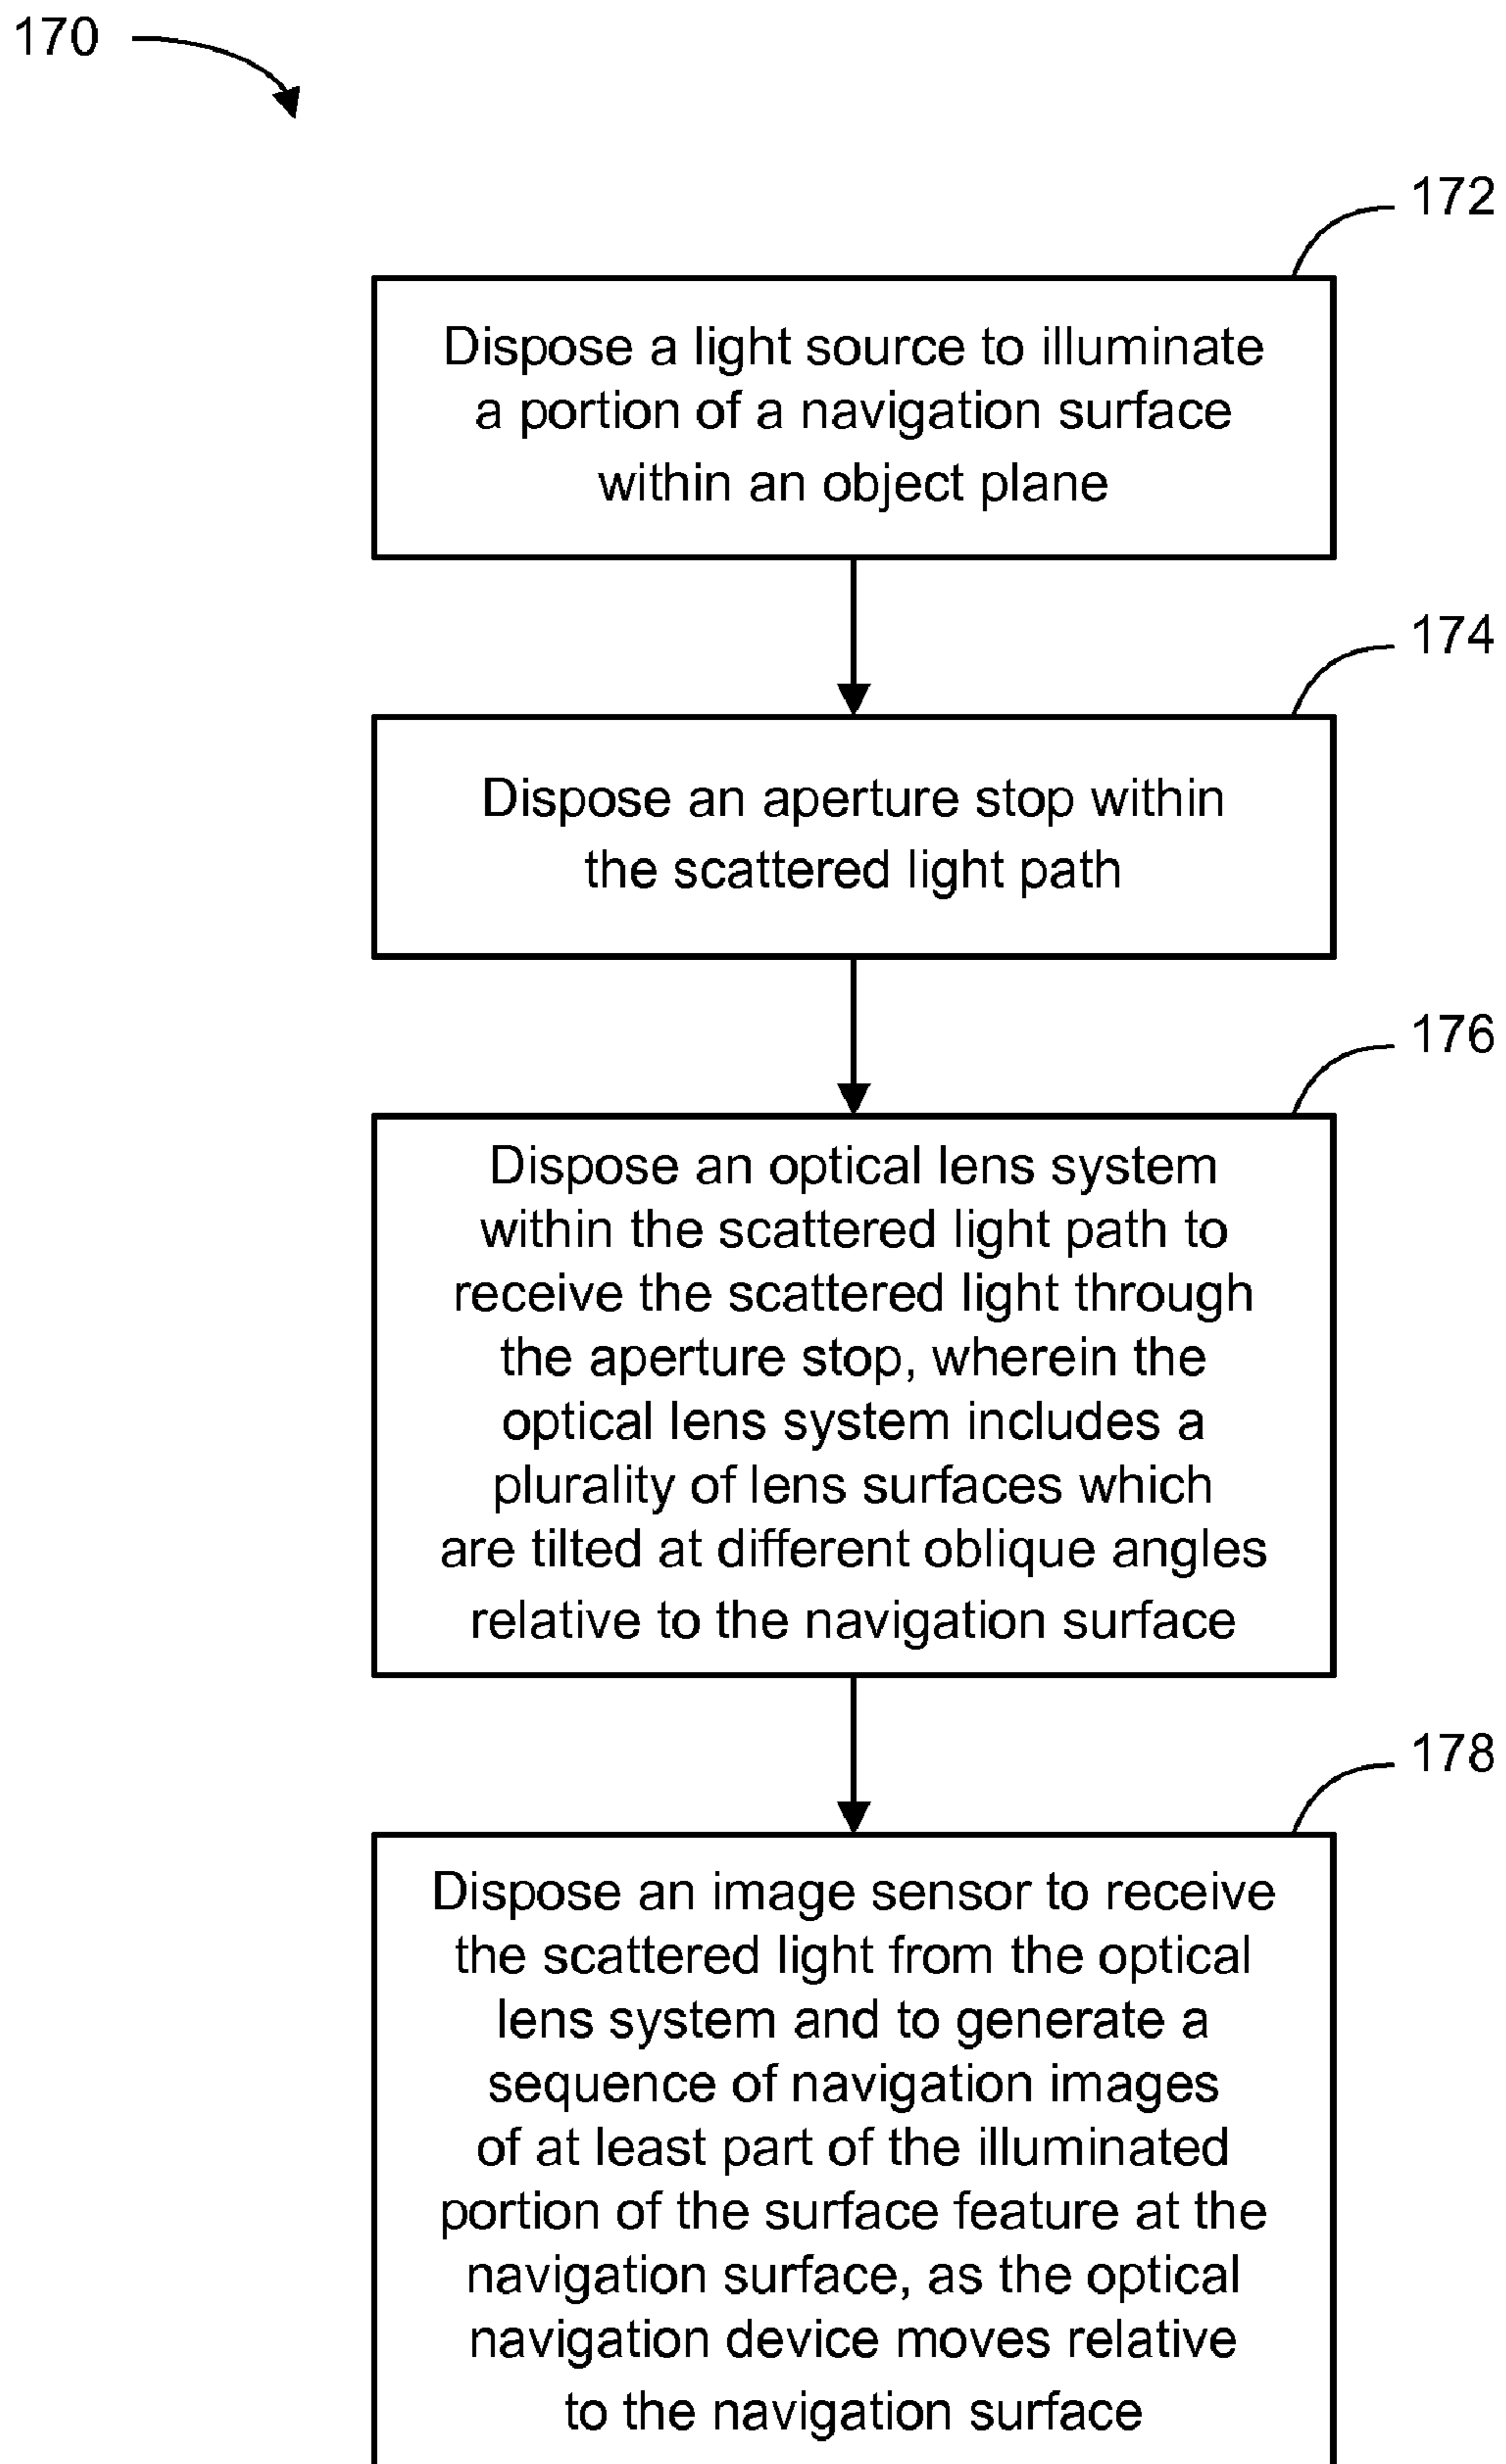 170
172
Dispose a light source to illuminate
a portion of a navigation surface
within an object plane
174
Dispose an aperture stop within
the scattered light path
176
Dispose an optical lens system
within the scattered light path to
receive the scattered light through
the aperture stop, wherein the
optical lens system includes a
plurality of lens surfaces which
are tilted at different oblique angles
relative to the navigation surface
178
Dispose an image sensor to receive
the scattered light from the optical
lens system and to generate a
sequence of navigation images
of at least part of the illuminated
portion of the surface feature at the
navigation surface, as the optical
navigation device moves relative
to the navigation surface